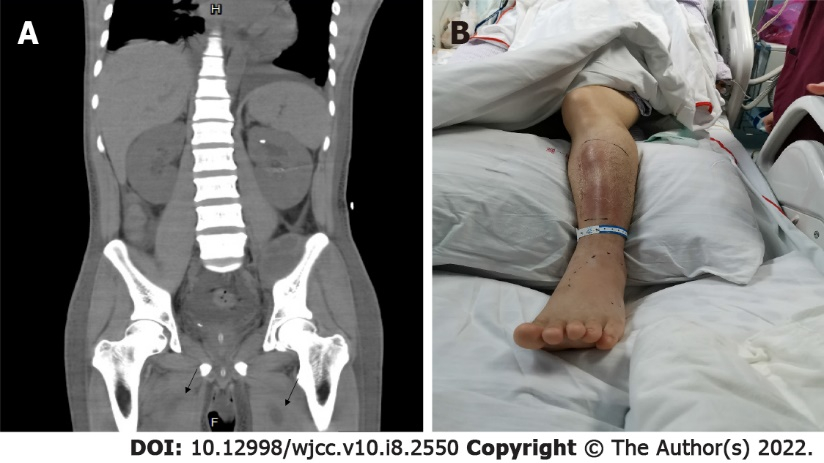 A
H
F
B
DOI: 10.12998/wjcc.v10.i8.2550 Copyright © The Author(s) 2022.